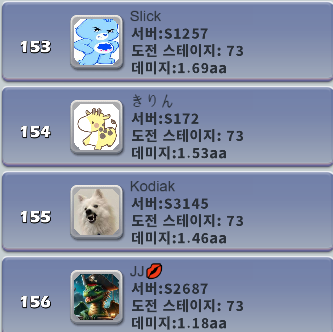 153
Slick
서버:S1257
도전 스테이지: 73
데미지:1.69aa
154
きりん
서버:S172
도전 스테이지: 73
데미지:1.53aa
155
Kodiak
서버:S3145
도전 스테이지: 73
데미지:1.46aa
156
JJ💋
서버:S2687
도전 스테이지: 73
데미지:1.18aa